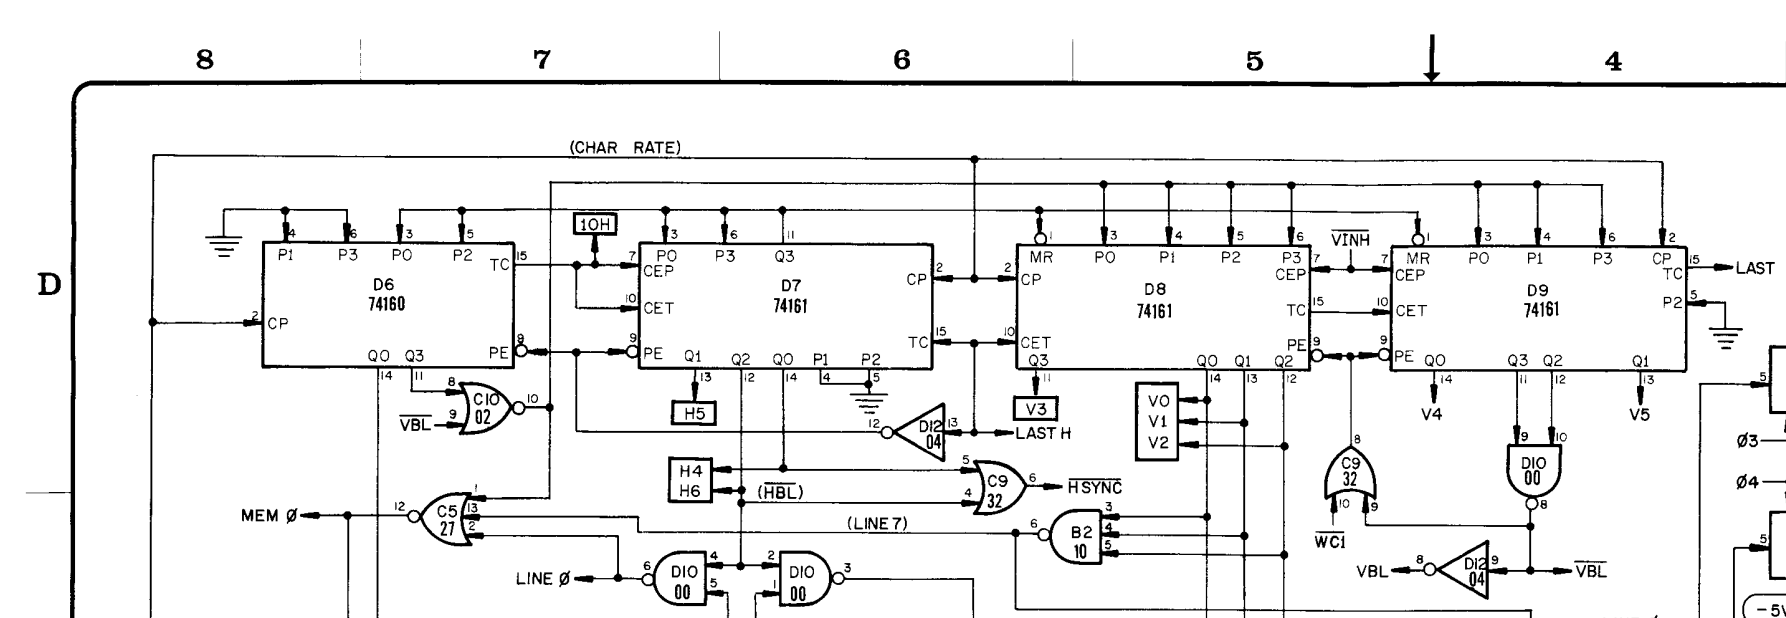 8 7 6 5 4
D
(CHAR RATE)
4 6 3 5
P1 P3 P0 P2
TC 15
D6
74160
2 CP
Q0 Q3 PE 9
14 11
10H
3 6 11
P0 P3 Q3
7 CEP
10 CET
D7
74161
CP 2
TC 15
9 PE
Q1 Q2 Q0 P1 P2
13 12 14 4 5
1 3 4 5 6
MR P0 P1 P2 P3
7 CEP
2 CP
D8
74161
TC 15
10 CET
PE 9
Q3 Q0 Q1 Q2
11 14 13 12
VINH
1 3 4 6 2
MR P0 P1 P3 CP
7 CEP
TC 15 LAST
D9
74161
P2 5
10 CET
9 PE
Q0 Q3 Q2 Q1
14 11 12 13
V4 V5
8 C10 10
02
VBL 9
H5
12 D12 13
04
LAST H
V3
V0
V1
V2
H4
H6
(HBL)
5 C9 6 HSYNC
4 32
8
C9
32
10 9
WC1
9 10
D10
00
8
Ø3
Ø4
5
MEM Ø 12 C5 1
27 13
2
(LINE 7)
6 B2 3
10 4
5
VBL 8 D12 9
04
VBL
LINE Ø 6 D10 4
00 5
2 D10 3
1 00
5
-5V